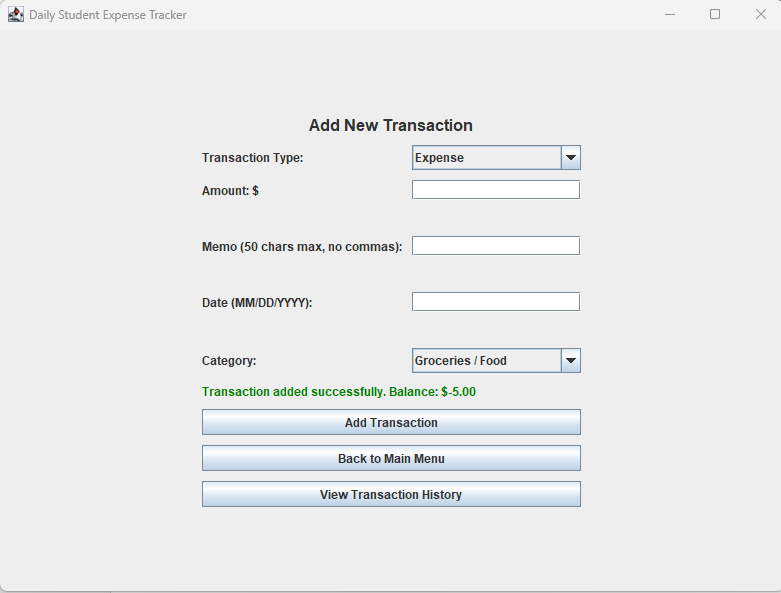 Daily Student Expense Tracker
Add New Transaction
Transaction Type: Expense
Amount: $
Memo (50 chars max, no commas):
Date (MM/DD/YYYY):
Category: Groceries / Food
Transaction added successfully. Balance: $-5.00
Add Transaction
Back to Main Menu
View Transaction History